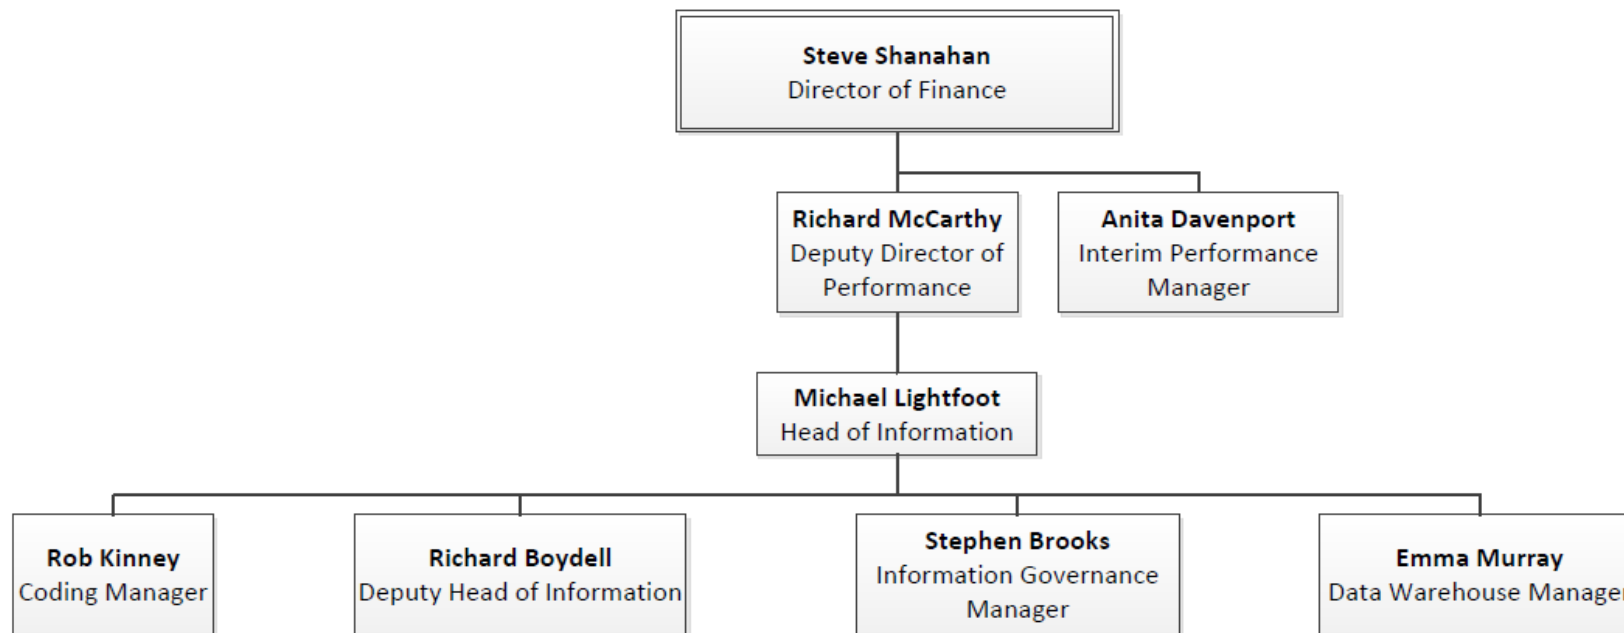 Steve Shanahan
Director of Finance
Richard McCarthy
Deputy Director of
Performance
Anita Davenport
Interim Performance
Manager
Michael Lightfoot
Head of Information
Rob Kinney
Coding Manager
Richard Boydell
Deputy Head of Information
Stephen Brooks
Information Governance
Manager
Emma Murray
Data Warehouse Manager